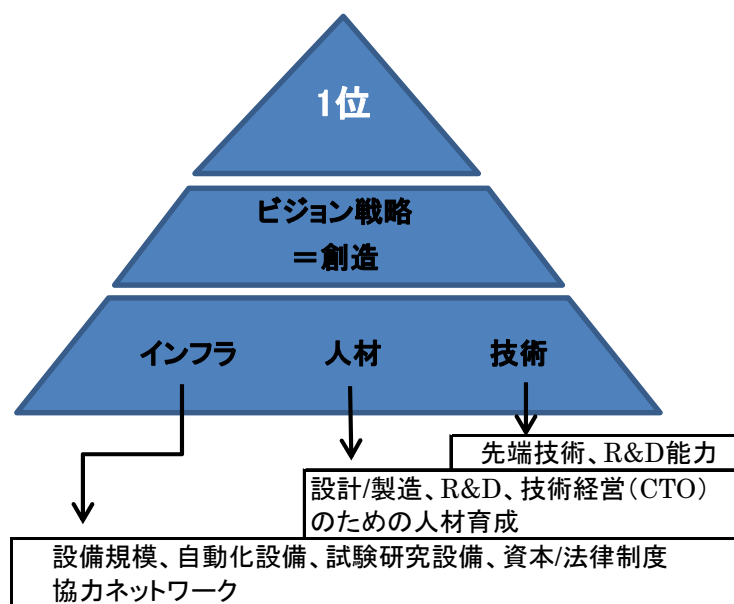 1位
ビジョン戦略
＝創造
インフラ 人材 技術
先端技術、R&D能力
設計/製造、R&D、技術経営(CTO)
のための人材育成
設備規模、自動化設備、試験研究設備、資本/法律制度
協力ネットワーク